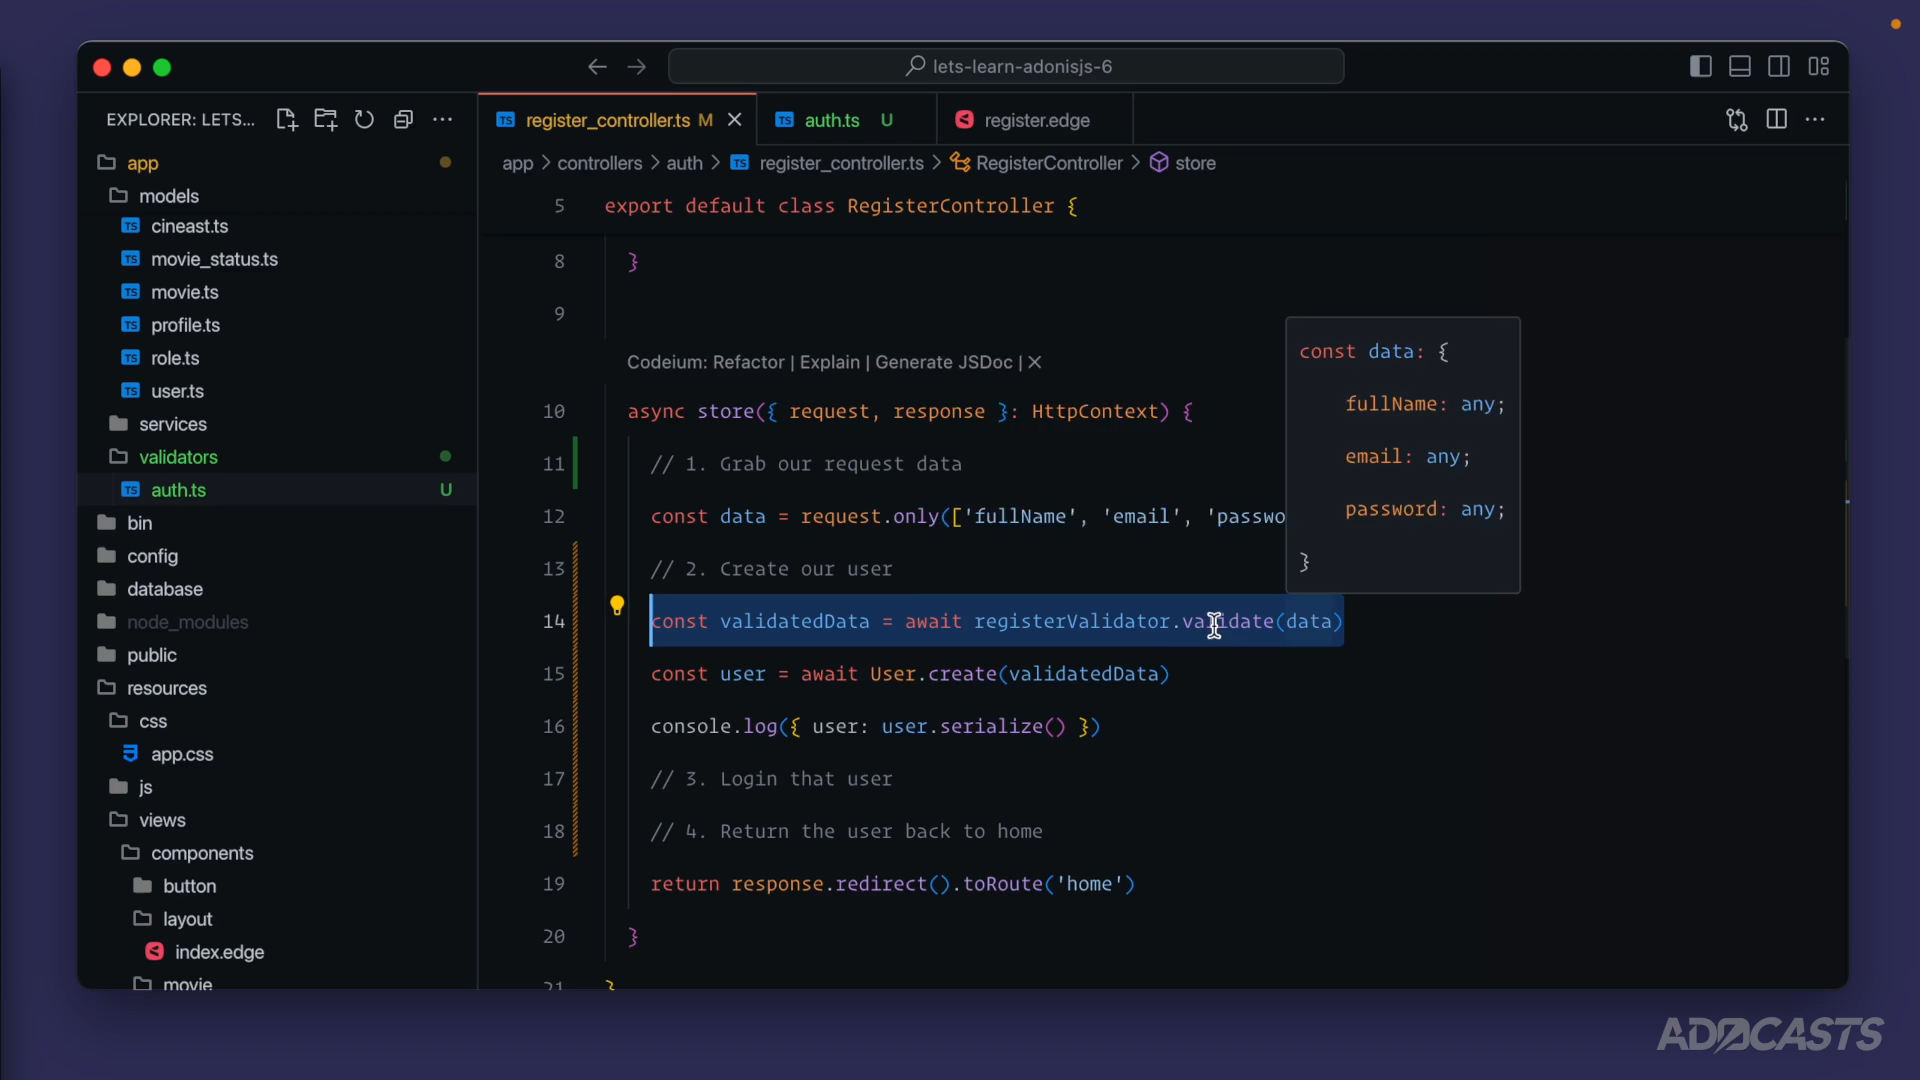 lets-learn-adonisjs-6
EXPLORER: LETS...
register_controller.ts M
auth.ts U
register.edge
app > controllers > auth > register_controller.ts > RegisterController > store
app
models
cineast.ts
movie_status.ts
movie.ts
profile.ts
role.ts
user.ts
services
validators
auth.ts U
bin
config
database
node_modules
public
resources
css
app.css
js
views
components
button
layout
index.edge
movie
5 export default class RegisterController {
8 }
9
Codeium: Refactor | Explain | Generate JSDoc | ×
10 async store({ request, response }: HttpContext) {
11 // 1. Grab our request data
12 const data = request.only(['fullName', 'email', 'passwo
13 // 2. Create our user
14 const validatedData = await registerValidator.validate(data)
15 const user = await User.create(validatedData)
16 console.log({ user: user.serialize() })
17 // 3. Login that user
18 // 4. Return the user back to home
19 return response.redirect().toRoute('home')
20 }
21 }
const data: {
fullName: any;
email: any;
password: any;
}
ADOCASTS